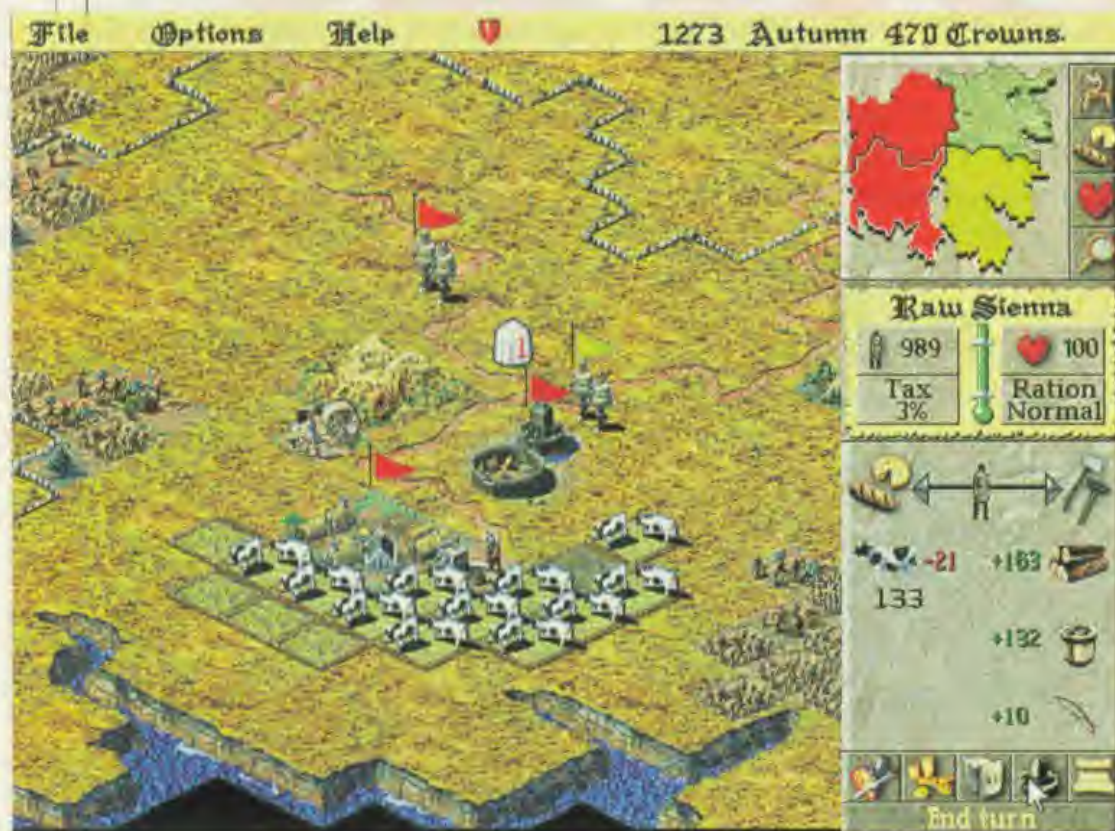 File Options Help 1273 Autumn 470 Crowns.
1
Raw Sienna
989 100
Tax 3% Ration Normal
-21 +163
133
+132
+10
End turn